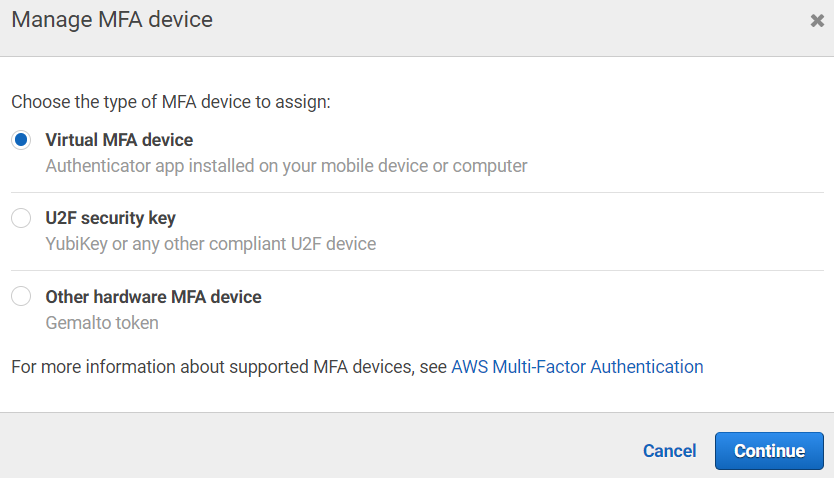 Manage MFA device
Choose the type of MFA device to assign:
Virtual MFA device
Authenticator app installed on your mobile device or computer
U2F security key
YubiKey or any other compliant U2F device
Other hardware MFA device
Gemalto token
For more information about supported MFA devices, see AWS Multi-Factor Authentication
Cancel Continue